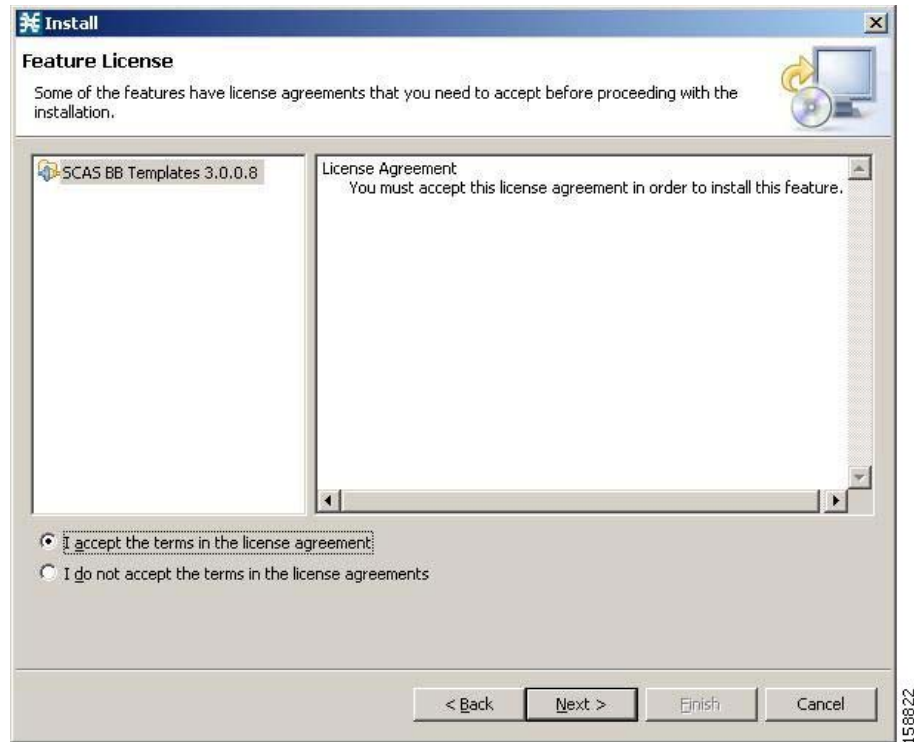 Install
Feature License
Some of the features have license agreements that you need to accept before proceeding with the
installation.
SCAS BB Templates 3.0.0.8
License Agreement
You must accept this license agreement in order to install this feature.
I accept the terms in the license agreement
I do not accept the terms in the license agreements
< Back
Next >
Finish
Cancel
158822